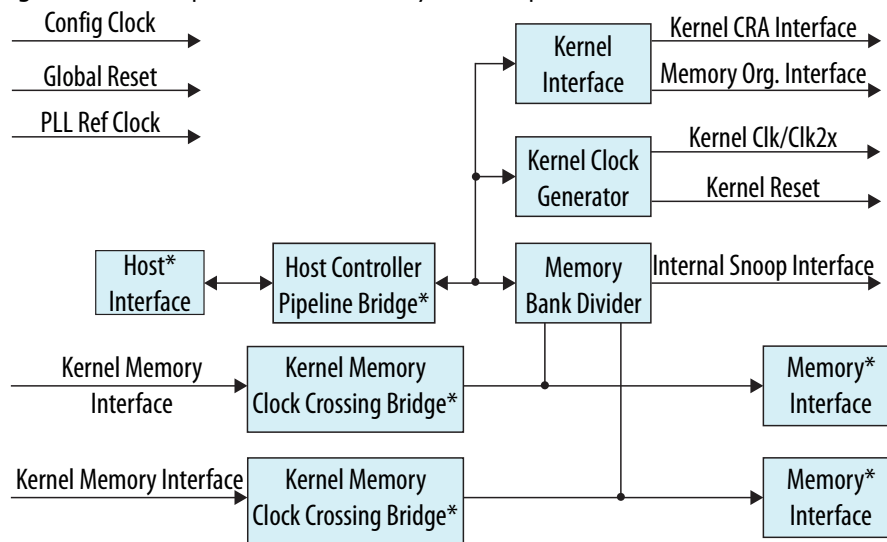 Config Clock
Global Reset
PLL Ref Clock
Kernel
Interface
Kernel CRA Interface
Memory Org. Interface
Kernel Clock
Generator
Kernel Clk/Clk2x
Kernel Reset
Host*
Interface
Host Controller
Pipeline Bridge*
Memory
Bank Divider
Internal Snoop Interface
Kernel Memory
Interface
Kernel Memory
Clock Crossing Bridge*
Memory*
Interface
Kernel Memory Interface
Kernel Memory
Clock Crossing Bridge*
Memory*
Interface